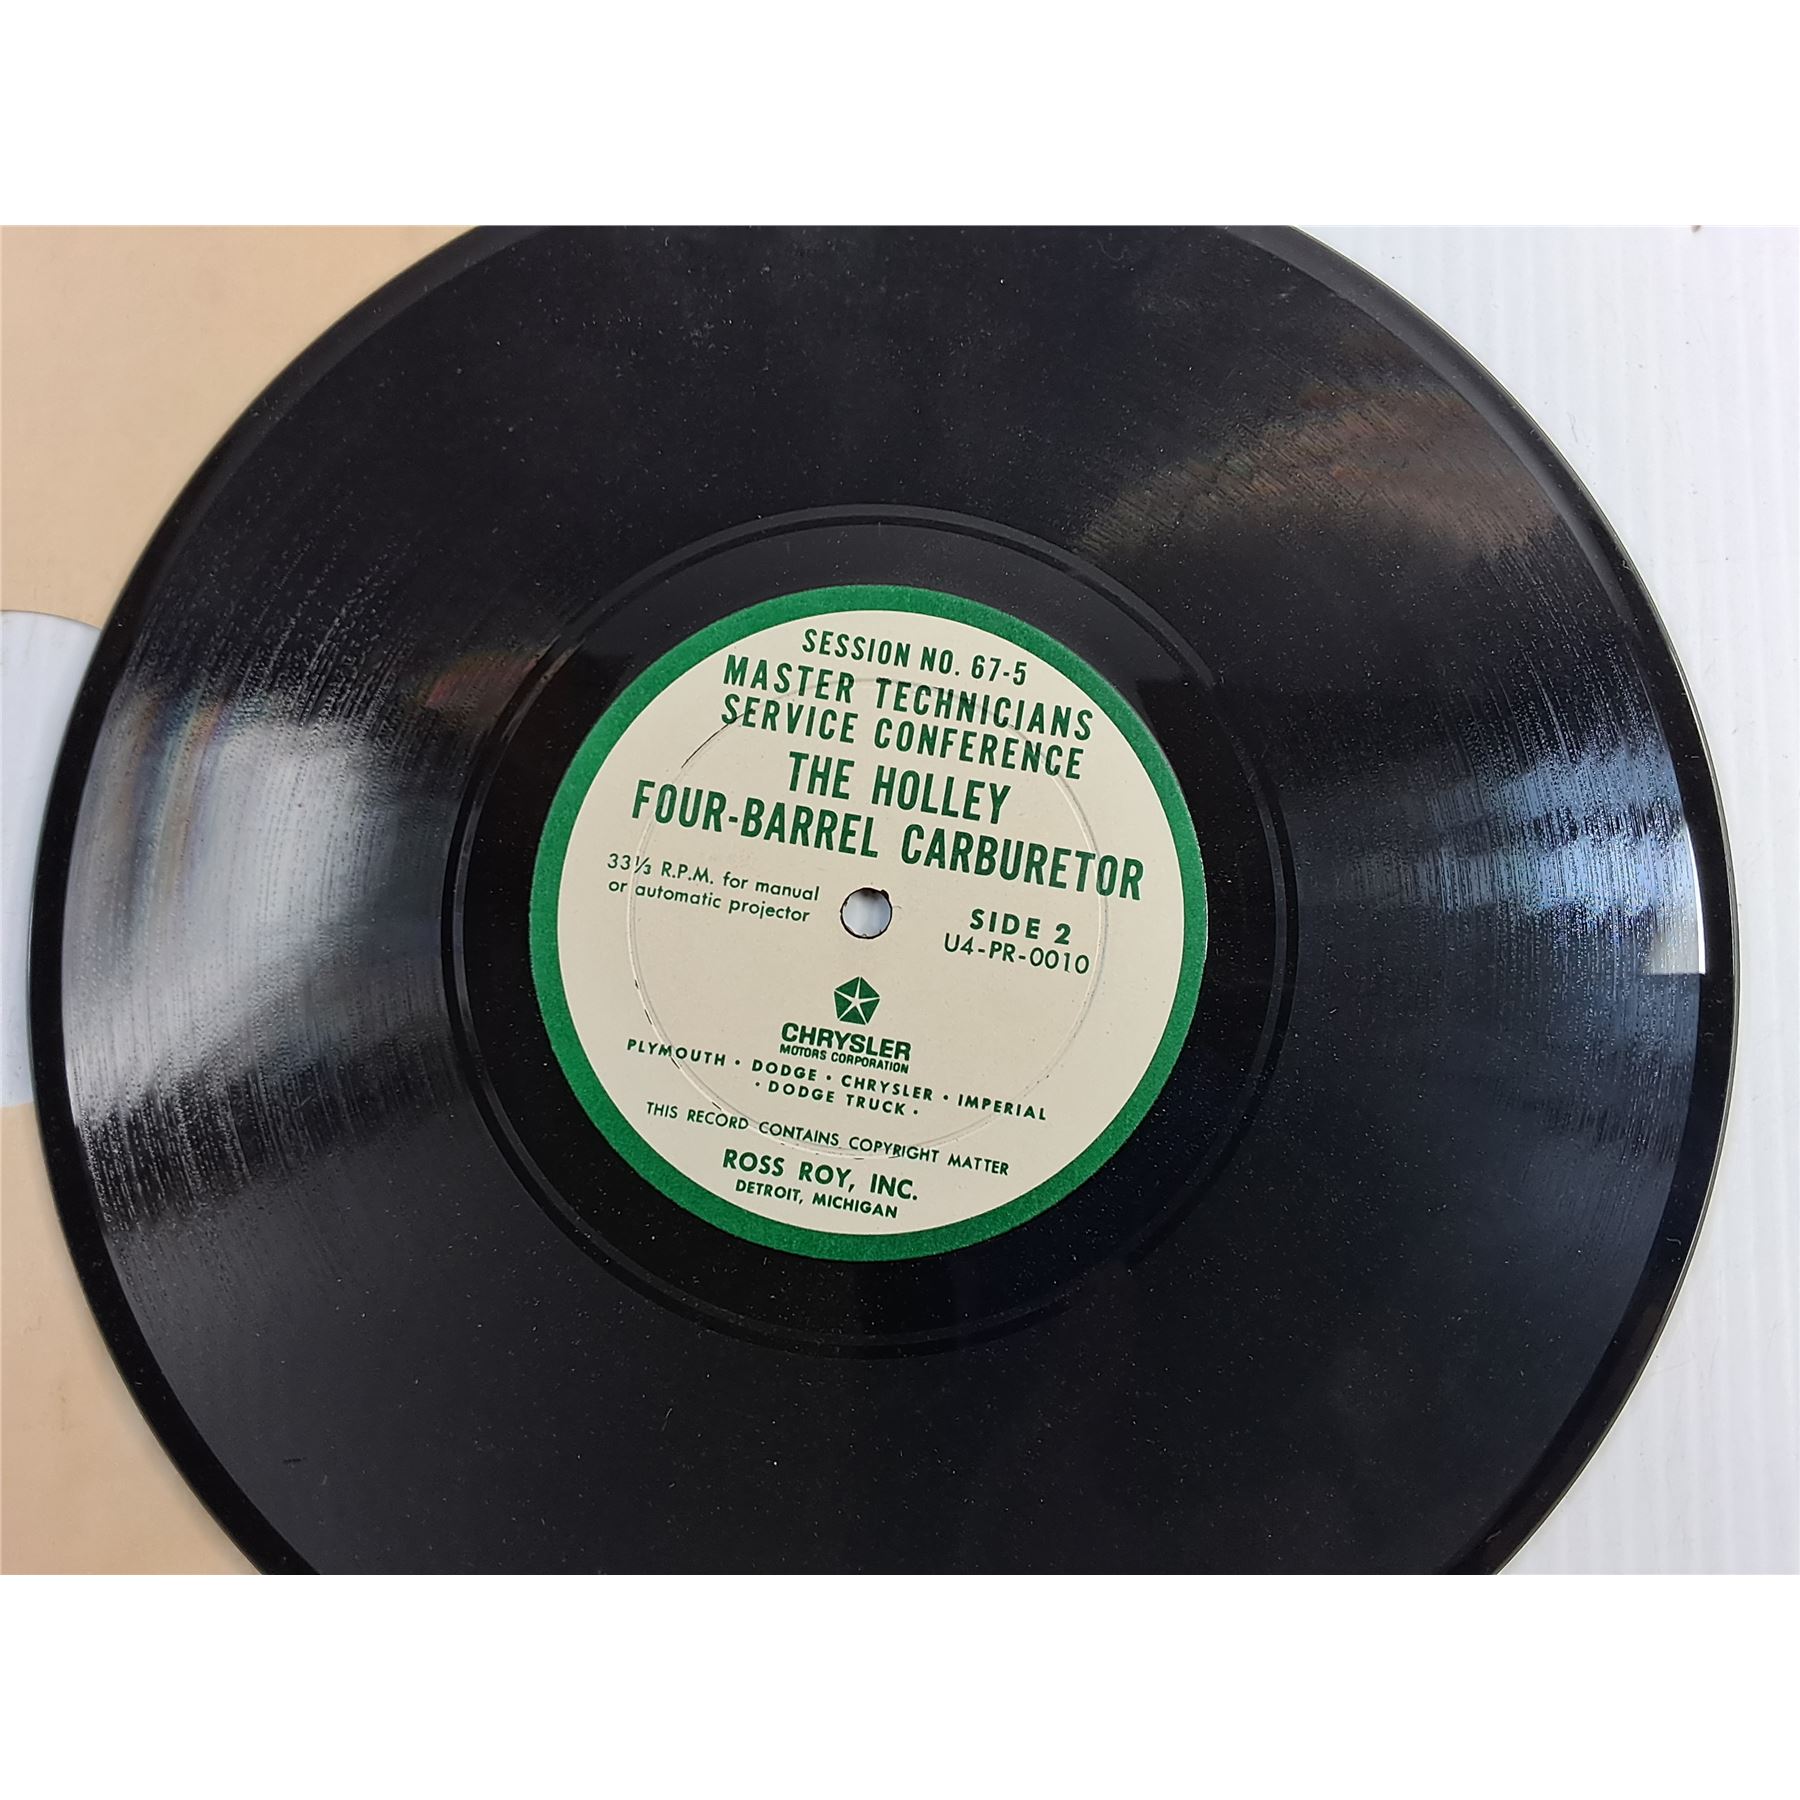 SESSION NO. 67-5
MASTER TECHNICIANS
SERVICE CONFERENCE
THE HOLLEY
FOUR-BARREL CARBURETOR
33⅓ R.P.M. for manual
or automatic projector
SIDE 2
U4-PR-0010
CHRYSLER
MOTORS CORPORATION
PLYMOUTH • DODGE • CHRYSLER • IMPERIAL
• DODGE TRUCK •
THIS RECORD CONTAINS COPYRIGHT MATTER
ROSS ROY, INC.
DETROIT, MICHIGAN